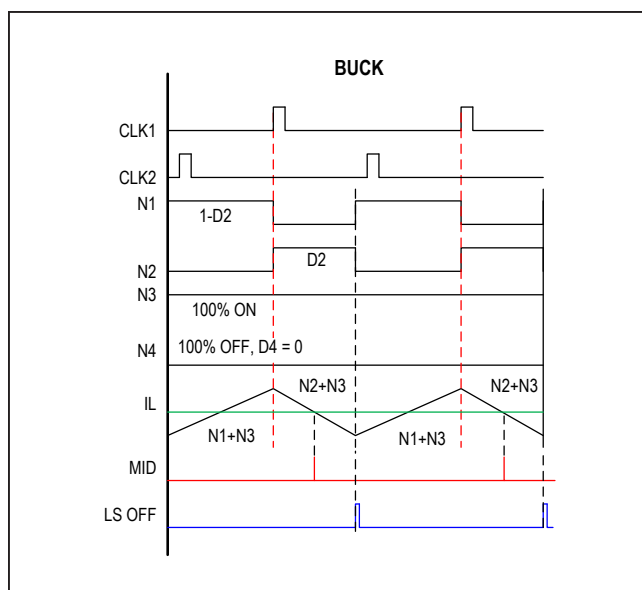 BUCK
CLK1
CLK2
N1
1-D2
D2
N2
N3
100% ON
100% OFF, D4 = 0
N4
N2+N3
N2+N3
IL
N1+N3
N1+N3
MID
LS OFF